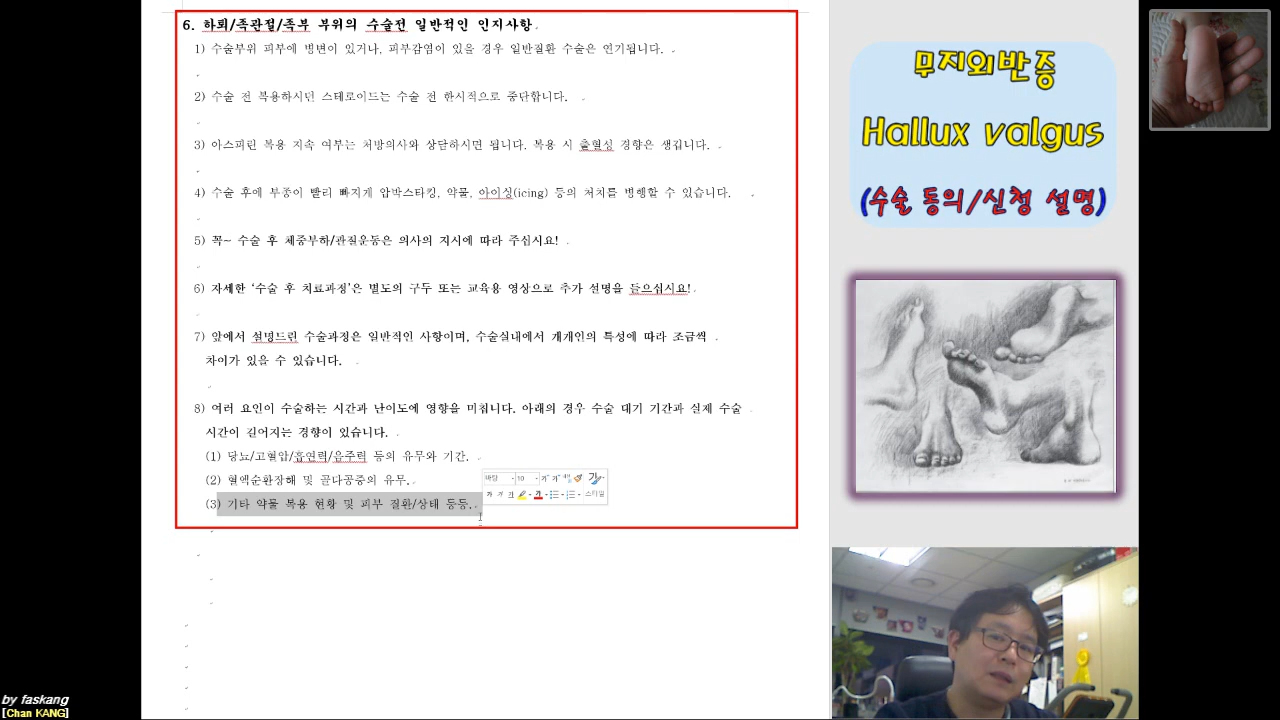 6. 하퇴/족관절/족부 부위의 수술전 일반적인 인지사항
1) 수술부위 피부에 병변이 있거나, 피부감염이 있을 경우 일반질환 수술은 연기됩니다.
2) 수술 전 복용하시던 스테로이드는 수술 전 한시적으로 중단합니다.
3) 아스피린 복용 지속 여부는 처방의사와 상담하시면 됩니다. 복용 시 출혈성 경향은 생깁니다.
4) 수술 후에 부종이 빨리 빠지게 압박스타킹, 약물, 아이싱(icing) 등의 처치를 병행할 수 있습니다.
5) 꼭~ 수술 후 체중부하/관절운동은 의사의 지시에 따라 주십시요!
6) 자세한 '수술 후 치료과정'은 별도의 구두 또는 교육용 영상으로 추가 설명을 들으십시요!
7) 앞에서 설명드린 수술과정은 일반적인 사항이며, 수술실내에서 개개인의 특성에 따라 조금씩
차이가 있을 수 있습니다.
8) 여러 요인이 수술하는 시간과 난이도에 영향을 미칩니다. 아래의 경우 수술 대기 기간과 실제 수술
시간이 길어지는 경향이 있습니다.
(1) 당뇨/고혈압/흡연력/음주력 등의 유무와 기간.
(2) 혈액순환장해 및 골다공증의 유무.
(3) 기타 약물 복용 현황 및 피부 질환/상태 등등.
바탕 10
가 가 가 가
스타일
무지외반증
Hallux valgus
(수술 동의/신청 설명)
by faskang
[Chan KANG]